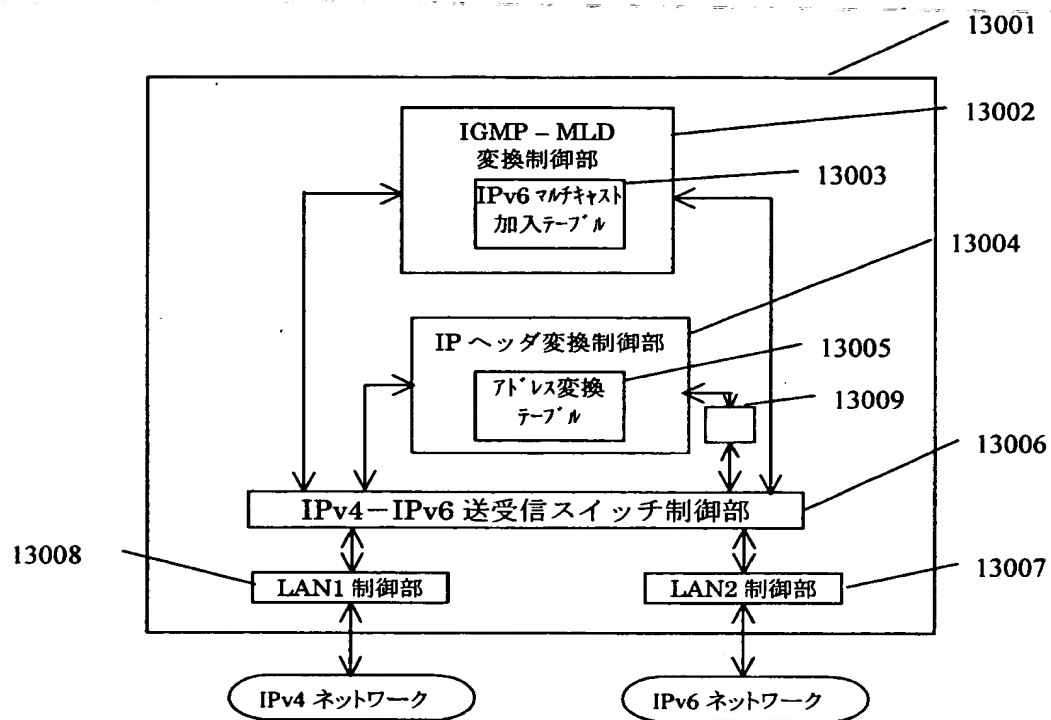 13001
13002
IGMP – MLD
変換制御部
13003
IPv6 ﾏﾙﾁｷｬｽﾄ
加入ﾃｰﾌﾞﾙ
13004
IP ヘッダ変換制御部
13005
ｱﾄﾞﾚｽ変換
ﾃｰﾌﾞﾙ
13009
13006
IPv4－IPv6 送受信スイッチ制御部
13008
LAN1 制御部
LAN2 制御部
13007
IPv4 ネットワーク
IPv6 ネットワーク